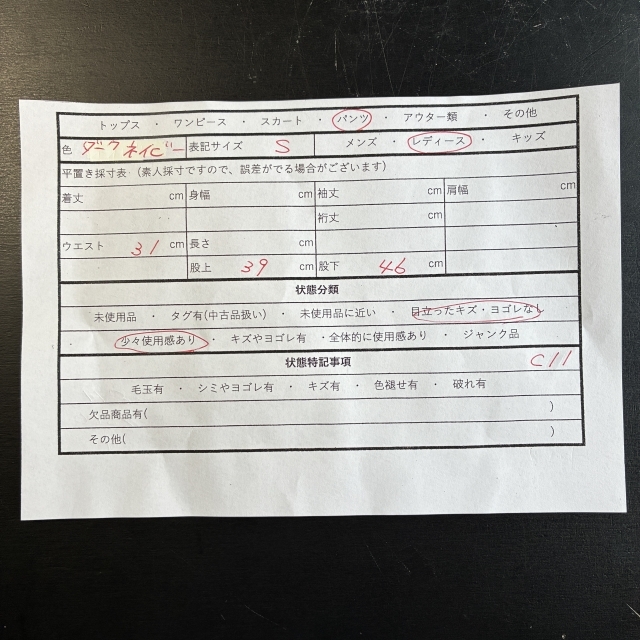 トップス ・ ワンピース ・ スカート ・ パンツ ・ アウター類 ・ その他
色 ダークネイビー 表記サイズ S メンズ ・ レディース ・ キッズ
平置き採寸表（素人採寸ですので、誤差がでる場合がございます）
着丈 cm 身幅 cm 袖丈 cm 肩幅 cm
裄丈 cm
ウエスト 31 cm 長さ cm
股上 39 cm 股下 46 cm
状態分類
未使用品 ・ タグ有(中古品扱い) ・ 未使用品に近い ・ 目立ったキズ・ヨゴレなし
・ 少々使用感あり ・ キズやヨゴレ有 ・全体的に使用感あり ・ ジャンク品
状態特記事項 C11
毛玉有 ・ シミやヨゴレ有 ・ キズ有 ・ 色褪せ有 ・ 破れ有
欠品商品有( )
その他( )